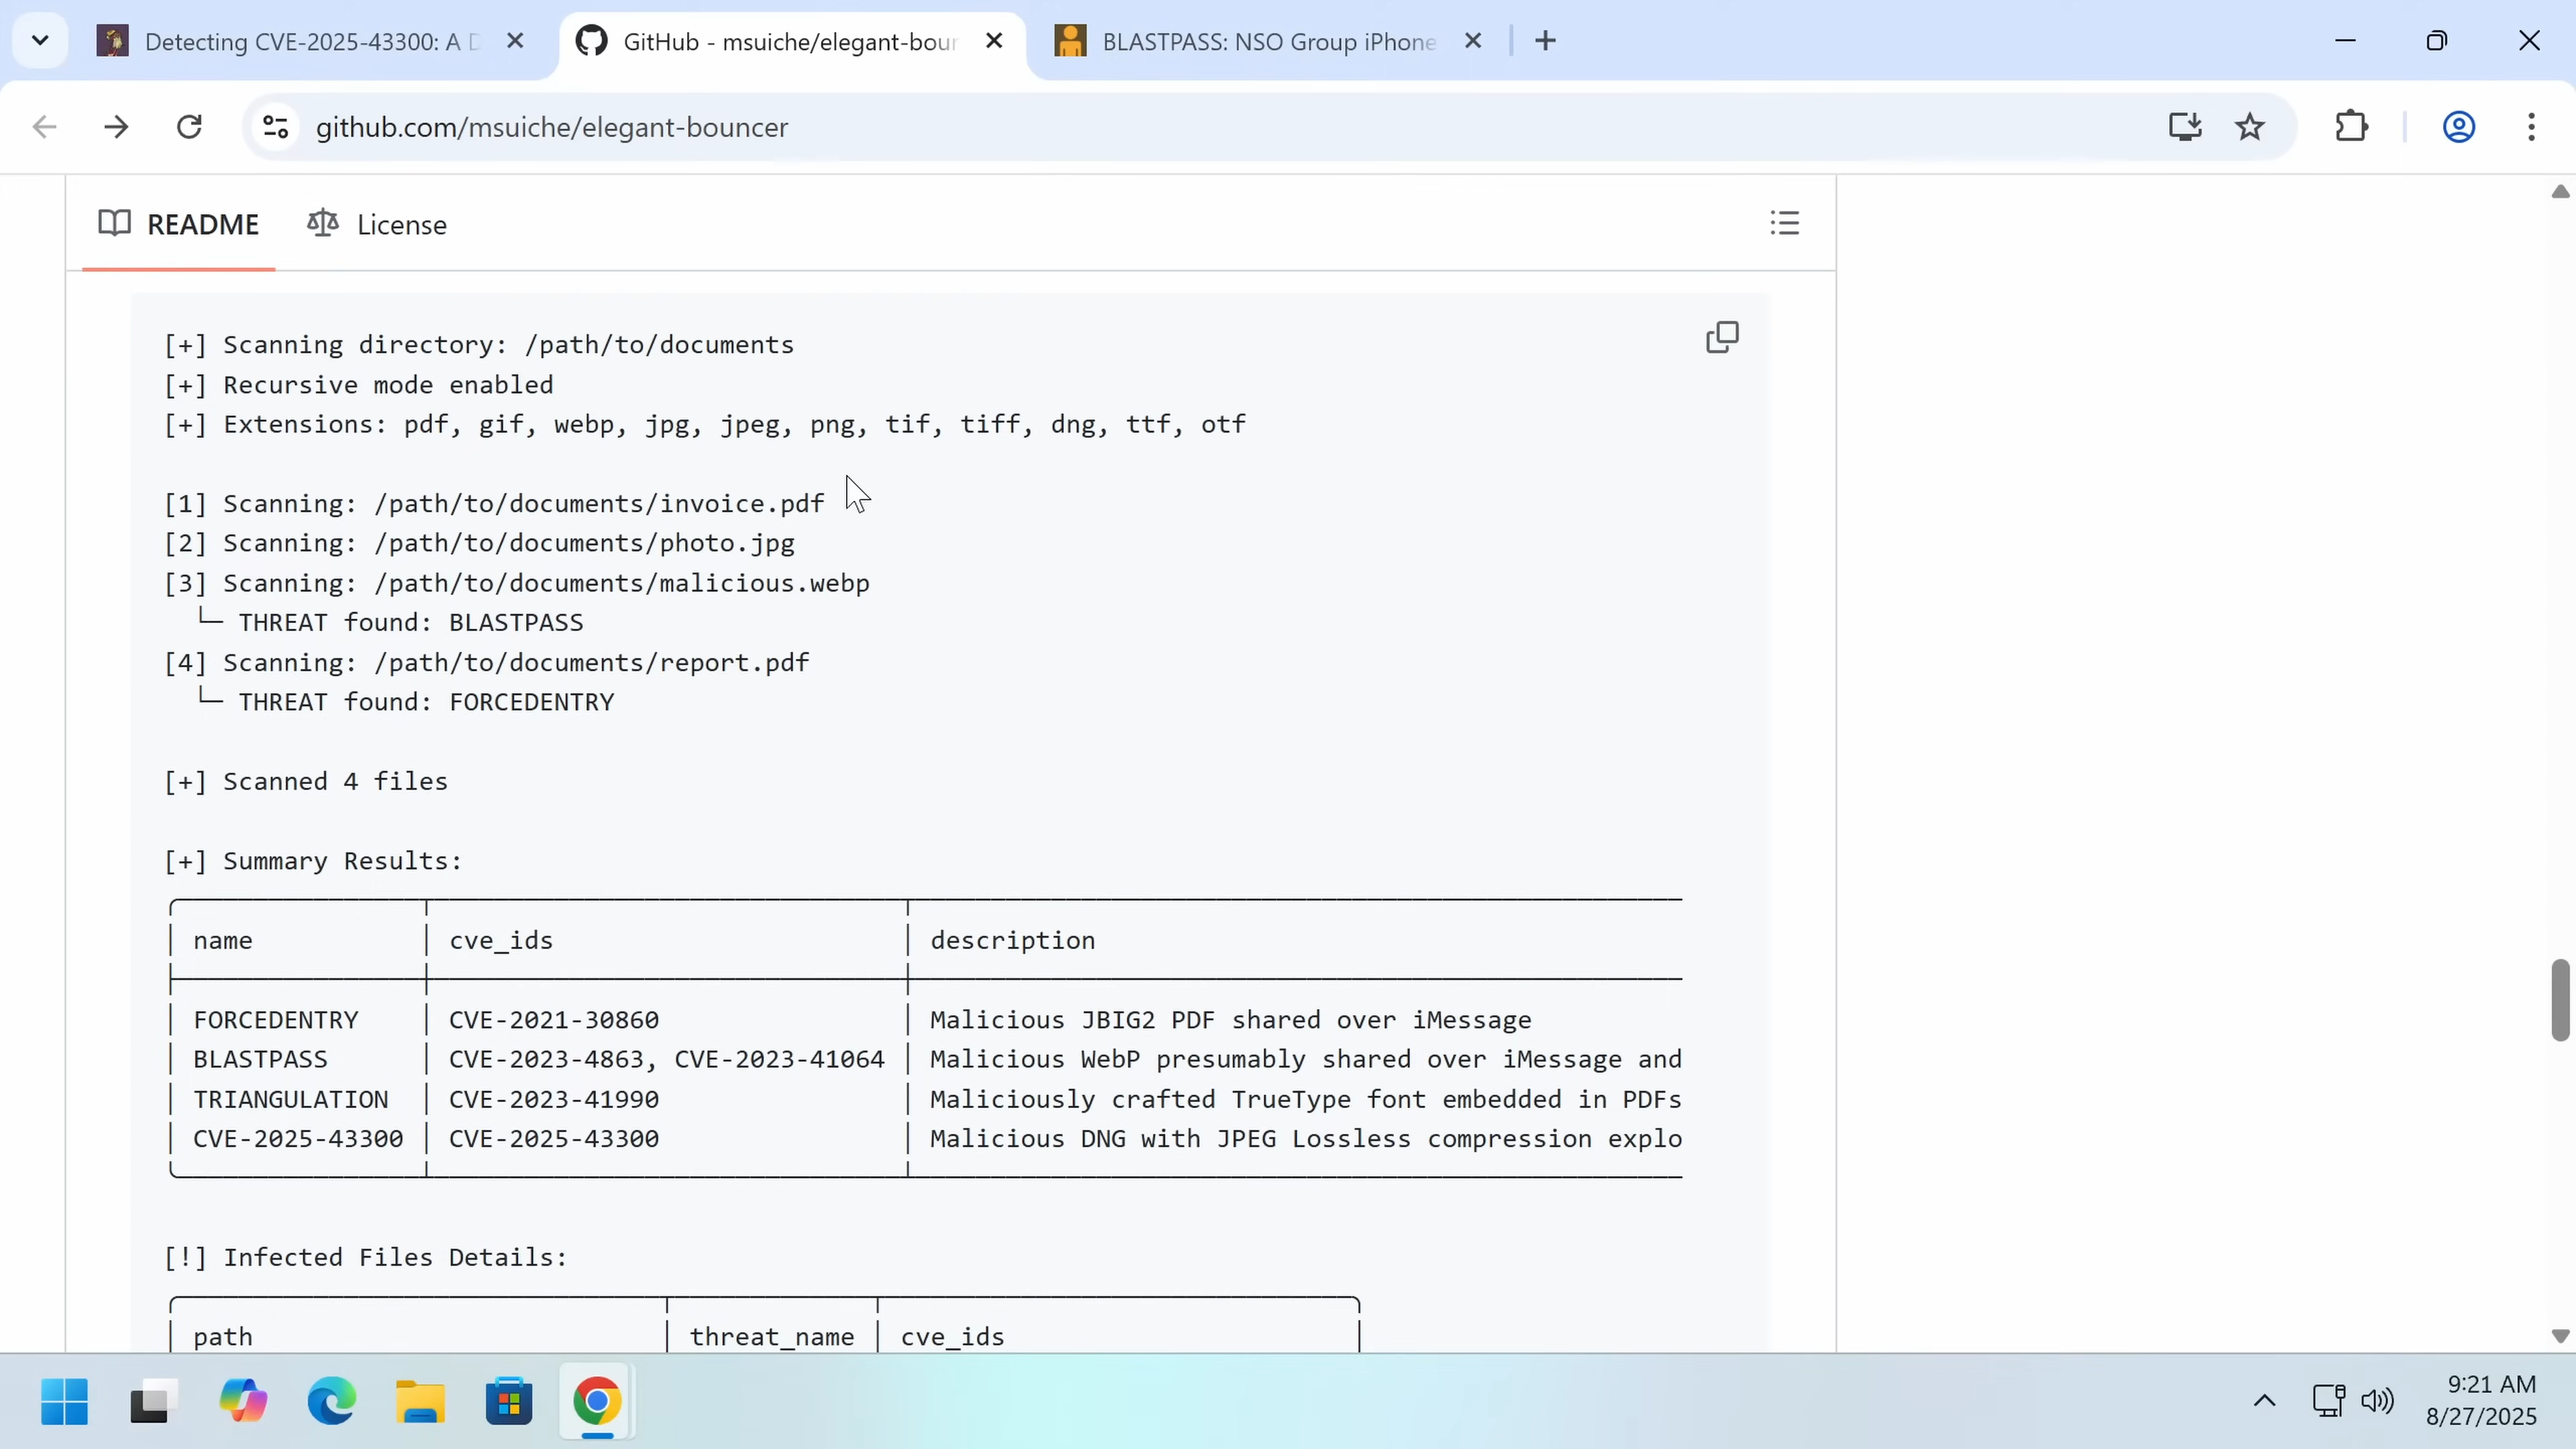 Detecting CVE-2025-43300: A D
GitHub - msuiche/elegant-boun
BLASTPASS: NSO Group iPhone
github.com/msuiche/elegant-bouncer
README
License
[+] Scanning directory: /path/to/documents
[+] Recursive mode enabled
[+] Extensions: pdf, gif, webp, jpg, jpeg, png, tif, tiff, dng, ttf, otf
[1] Scanning: /path/to/documents/invoice.pdf
[2] Scanning: /path/to/documents/photo.jpg
[3] Scanning: /path/to/documents/malicious.webp
└─ THREAT found: BLASTPASS
[4] Scanning: /path/to/documents/report.pdf
└─ THREAT found: FORCEDENTRY
[+] Scanned 4 files
[+] Summary Results:
name | cve_ids | description
FORCEDENTRY | CVE-2021-30860 | Malicious JBIG2 PDF shared over iMessage
BLASTPASS | CVE-2023-4863, CVE-2023-41064 | Malicious WebP presumably shared over iMessage and
TRIANGULATION | CVE-2023-41990 | Maliciously crafted TrueType font embedded in PDFs
CVE-2025-43300 | CVE-2025-43300 | Malicious DNG with JPEG Lossless compression explo
[!] Infected Files Details:
path | threat_name | cve_ids
9:21 AM
8/27/2025